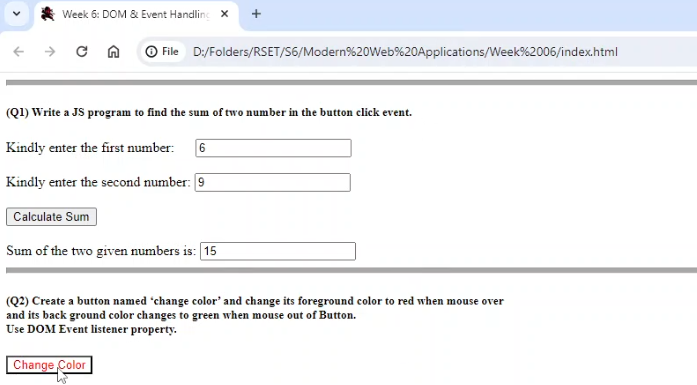 Week 6: DOM & Event Handling
File D:/Folders/RSET/S6/Modern%20Web%20Applications/Week%2006/index.html
(Q1) Write a JS program to find the sum of two number in the button click event.
Kindly enter the first number: 6
Kindly enter the second number: 9
Calculate Sum
Sum of the two given numbers is: 15
(Q2) Create a button named ‘change color’ and change its foreground color to red when mouse over
and its back ground color changes to green when mouse out of Button.
Use DOM Event listener property.
Change Color